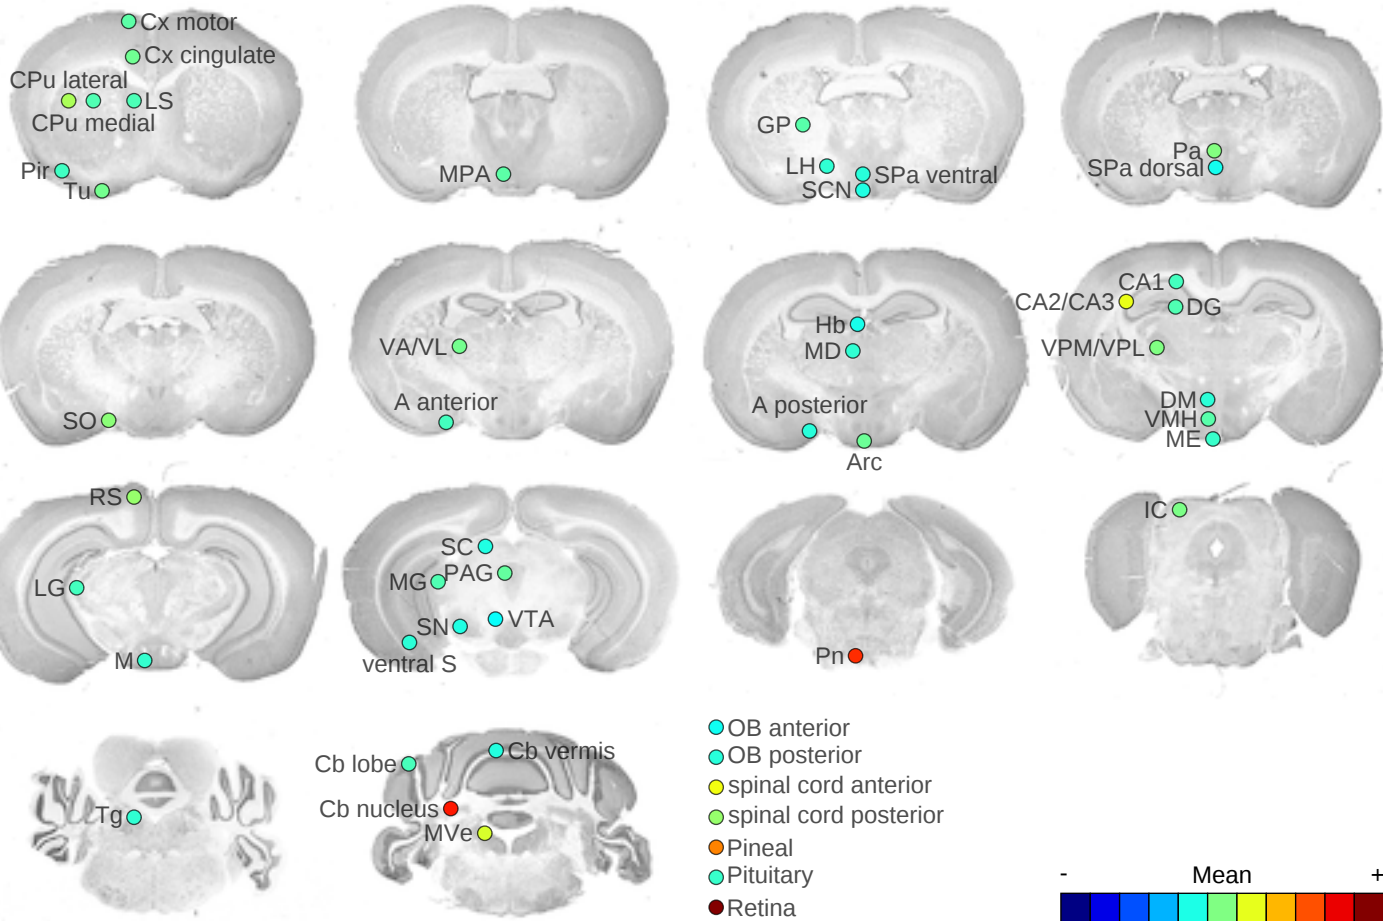 Cx motor
Cx cingulate
CPu lateral
LS
CPu medial
Pir
Tu
MPA
GP
LH
SPa ventral
SCN
Pa
SPa dorsal
SO
VA/VL
A anterior
Hb
MD
A posterior
Arc
CA1
CA2/CA3
DG
VPM/VPL
DM
VMH
ME
RS
LG
M
SC
MG
PAG
SN
VTA
ventral S
Pn
IC
Tg
Cb lobe
Cb vermis
Cb nucleus
MVe
OB anterior
OB posterior
spinal cord anterior
spinal cord posterior
Pineal
Pituitary
Retina
- Mean +